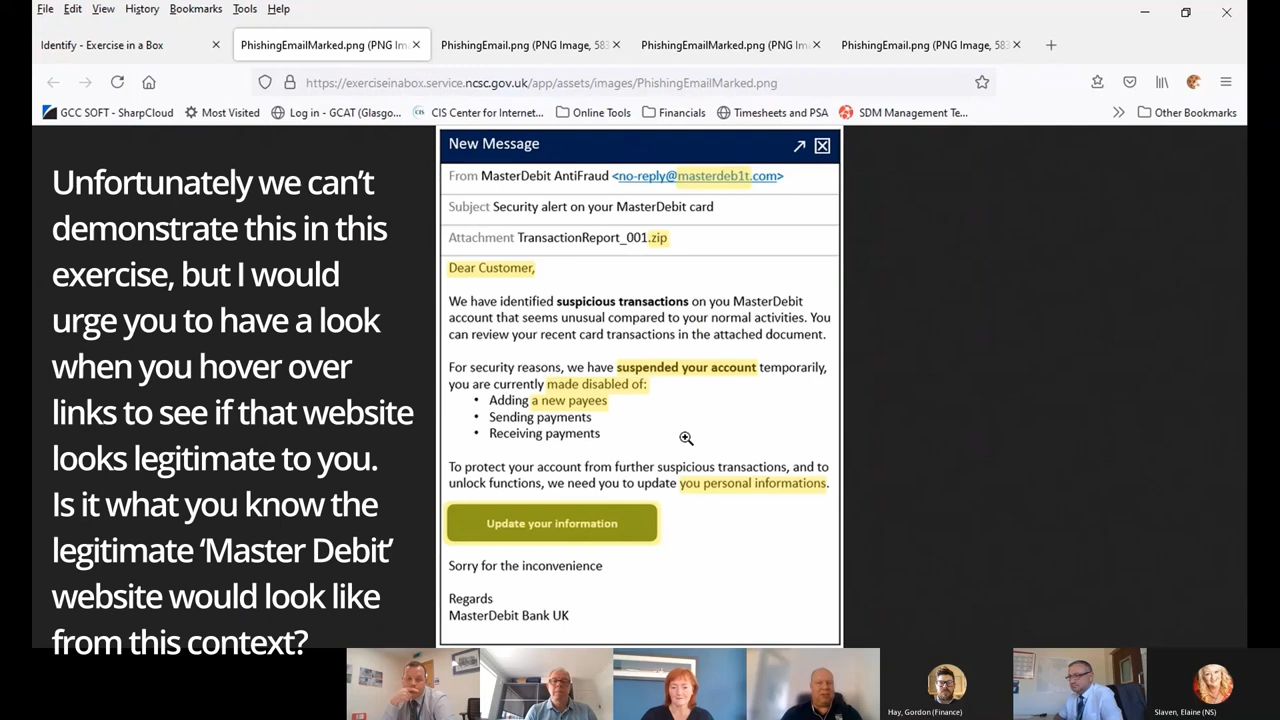 File Edit View History Bookmarks Tools Help
Identify - Exercise in a Box
PhishingEmailMarked.png (PNG Im
PhishingEmail.png (PNG Image, 583
PhishingEmailMarked.png (PNG Im
PhishingEmail.png (PNG Image, 583
https://exerciseinabox.service.ncsc.gov.uk/app/assets/images/PhishingEmailMarked.png
GCC SOFT - SharpCloud Most Visited Log in - GCAT (Glasgo... CIS Center for Internet... Online Tools Financials Timesheets and PSA SDM Management Te... Other Bookmarks
Unfortunately we can't
demonstrate this in this
exercise, but I would
urge you to have a look
when you hover over
links to see if that website
looks legitimate to you.
Is it what you know the
legitimate ‘Master Debit’
website would look like
from this context?
New Message
From MasterDebit AntiFraud <no-reply@masterdeb1t.com>
Subject Security alert on your MasterDebit card
Attachment TransactionReport_001.zip
Dear Customer,
We have identified suspicious transactions on you MasterDebit
account that seems unusual compared to your normal activities. You
can review your recent card transactions in the attached document.
For security reasons, we have suspended your account temporarily,
you are currently made disabled of:
• Adding a new payees
• Sending payments
• Receiving payments
To protect your account from further suspicious transactions, and to
unlock functions, we need you to update you personal informations.
Update your information
Sorry for the inconvenience
Regards
MasterDebit Bank UK
Hay, Gordon (Finance)
Slaven, Elaine (NS)